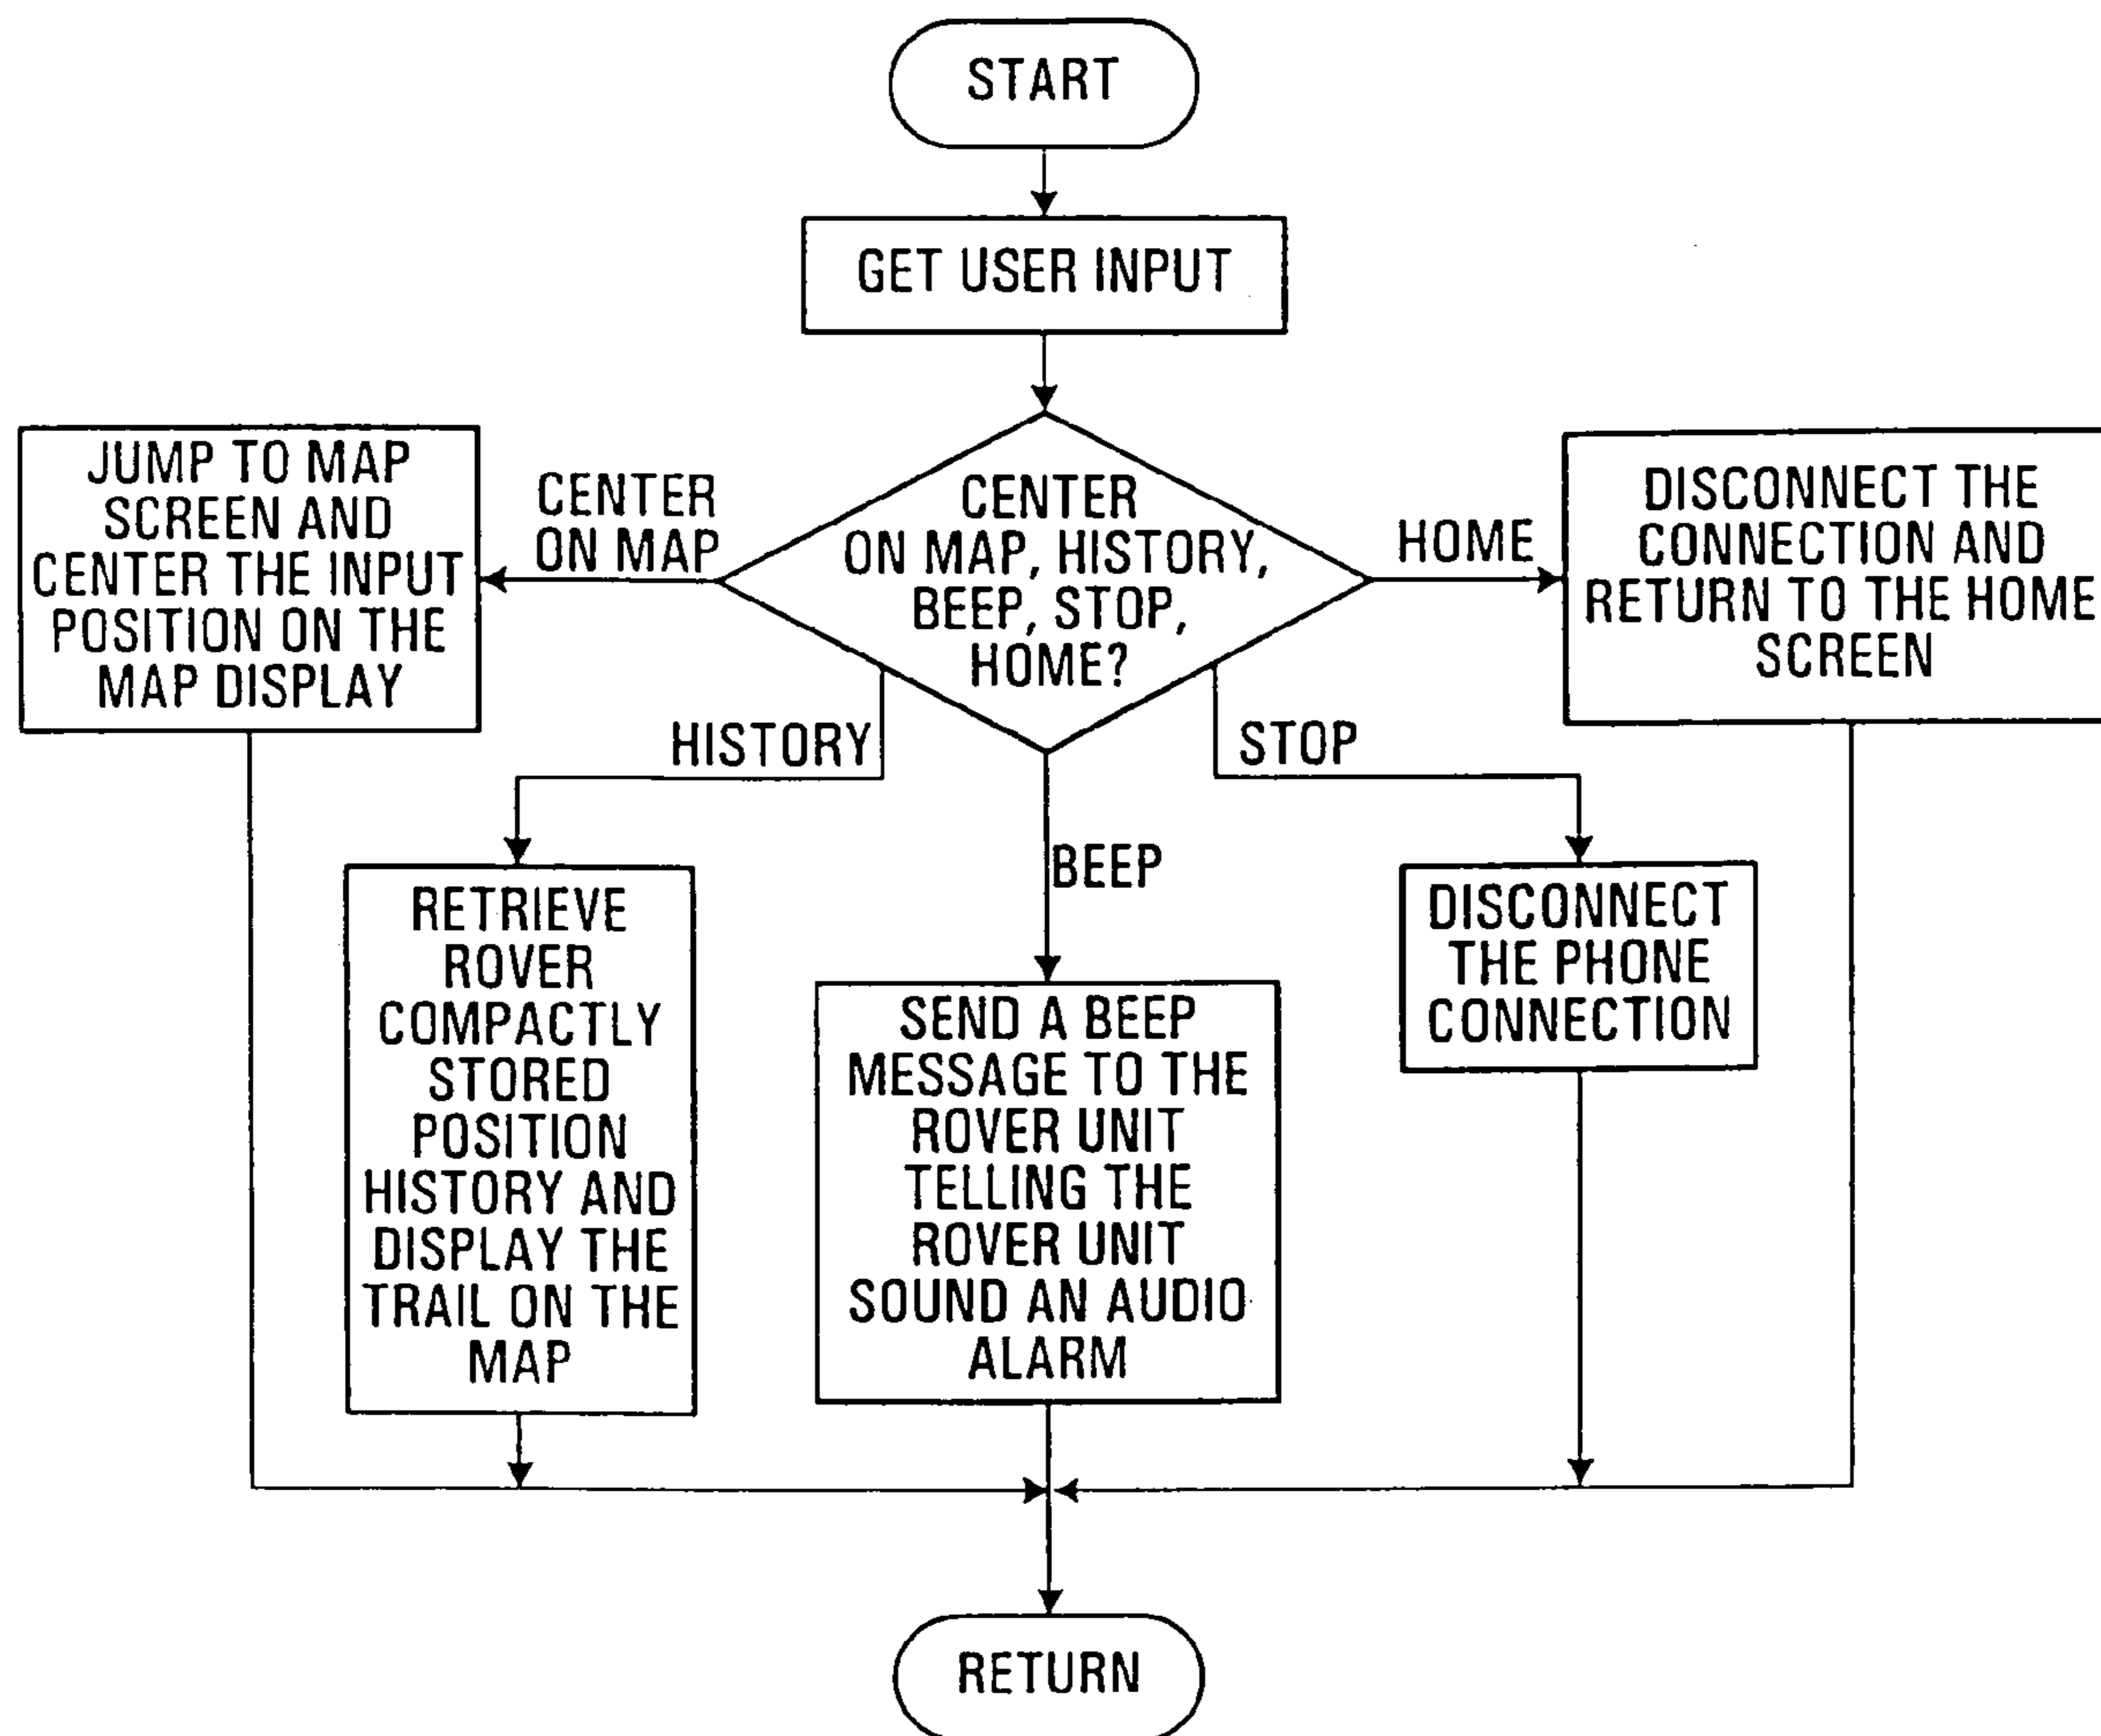 START
GET USER INPUT
CENTER
ON MAP, HISTORY,
BEEP, STOP,
HOME?
CENTER
ON MAP
JUMP TO MAP
SCREEN AND
CENTER THE INPUT
POSITION ON THE
MAP DISPLAY
HOME
DISCONNECT THE
CONNECTION AND
RETURN TO THE HOME
SCREEN
HISTORY
RETRIEVE
ROVER
COMPACTLY
STORED
POSITION
HISTORY AND
DISPLAY THE
TRAIL ON THE
MAP
BEEP
SEND A BEEP
MESSAGE TO THE
ROVER UNIT
TELLING THE
ROVER UNIT
SOUND AN AUDIO
ALARM
STOP
DISCONNECT
THE PHONE
CONNECTION
RETURN